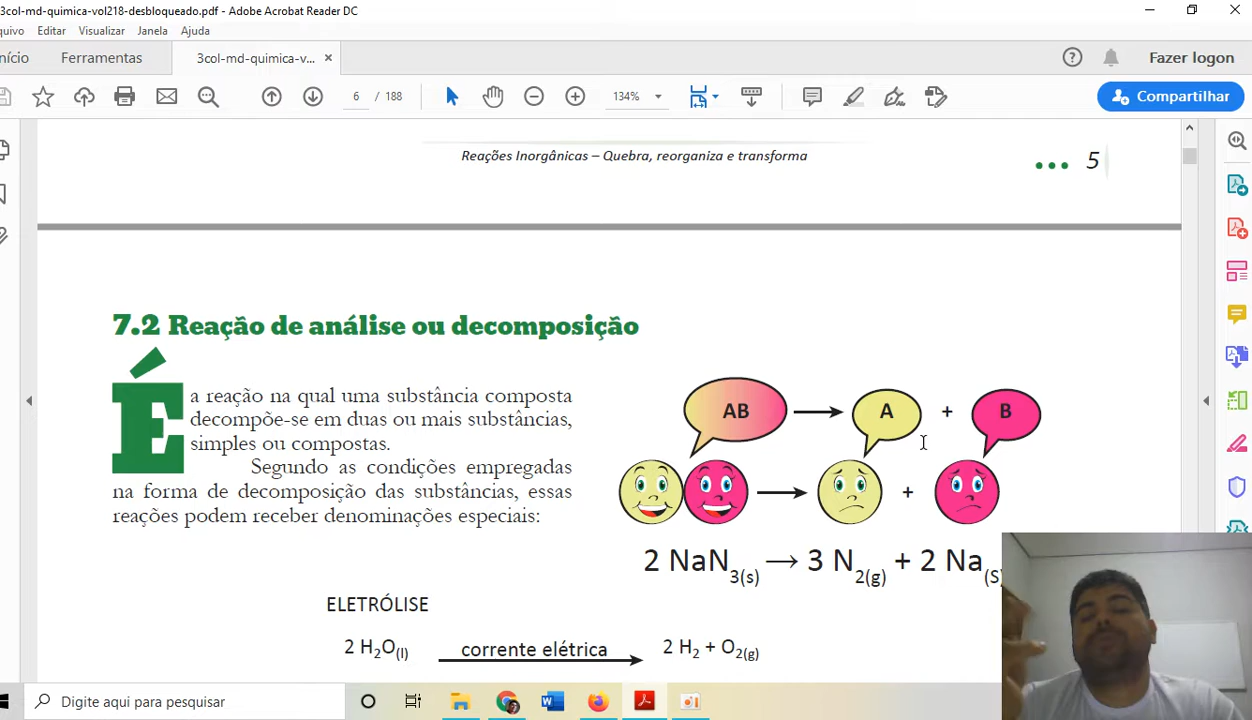 3col-md-quimica-vol218-desbloqueado.pdf - Adobe Acrobat Reader DC
rquivo Editar Visualizar Janela Ajuda
nício Ferramentas 3col-md-quimica-v... × Fazer logon
6 / 188 134% Compartilhar
Reações Inorgânicas – Quebra, reorganiza e transforma
5
7.2 Reação de análise ou decomposição
É a reação na qual uma substância composta
decompõe-se em duas ou mais substâncias,
simples ou compostas.
Segundo as condições empregadas
na forma de decomposição das substâncias, essas
reações podem receber denominações especiais:
AB → A + B
→ +
2 NaN3(s) → 3 N2(g) + 2 Na(S)
ELETRÓLISE
2 H2O(l) corrente elétrica → 2 H2 + O2(g)
Digite aqui para pesquisar